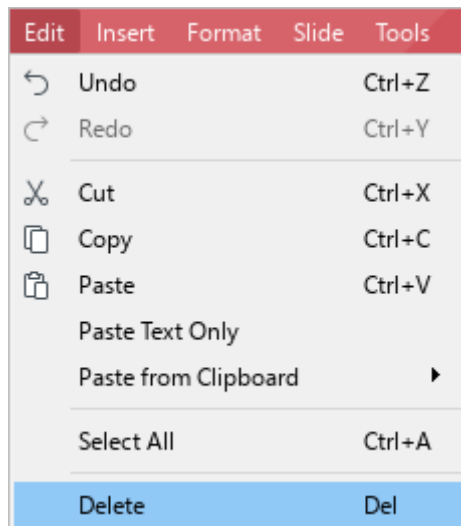 Edit Insert Format Slide Tools
Undo Ctrl+Z
Redo Ctrl+Y
Cut Ctrl+X
Copy Ctrl+C
Paste Ctrl+V
Paste Text Only
Paste from Clipboard
Select All Ctrl+A
Delete Del